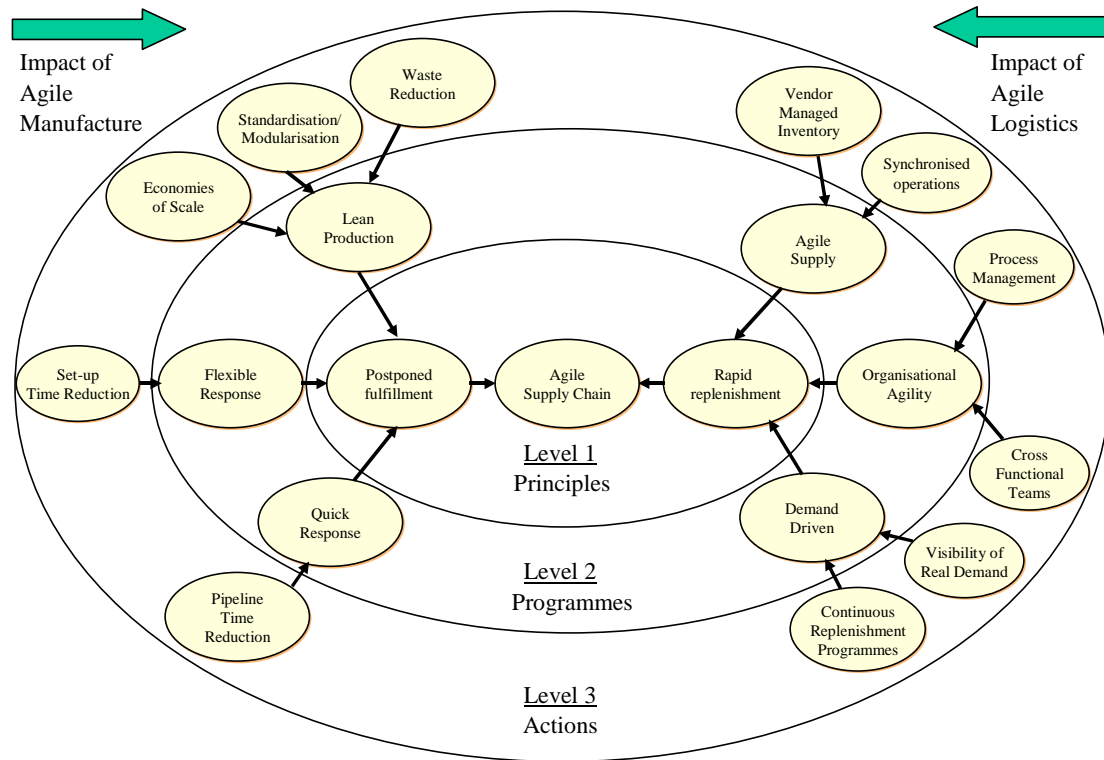 Impact of
Agile
Manufacture
Impact of
Agile
Logistics
Waste
Reduction
Standardisation/
Modularisation
Economies
of Scale
Lean
Production
Vendor
Managed
Inventory
Synchronised
operations
Agile
Supply
Process
Management
Set-up
Time Reduction
Flexible
Response
Postponed
fulfillment
Agile
Supply Chain
Rapid
replenishment
Organisational
Agility
Level 1
Principles
Cross
Functional
Teams
Quick
Response
Demand
Driven
Visibility of
Real Demand
Level 2
Programmes
Pipeline
Time
Reduction
Continuous
Replenishment
Programmes
Level 3
Actions